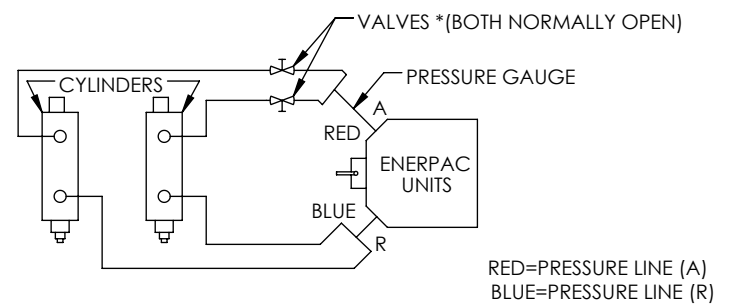 VALVES *(BOTH NORMALLY OPEN)
CYLINDERS
PRESSURE GAUGE
A
RED
ENERPAC
UNITS
BLUE
R
RED=PRESSURE LINE (A)
BLUE=PRESSURE LINE (R)